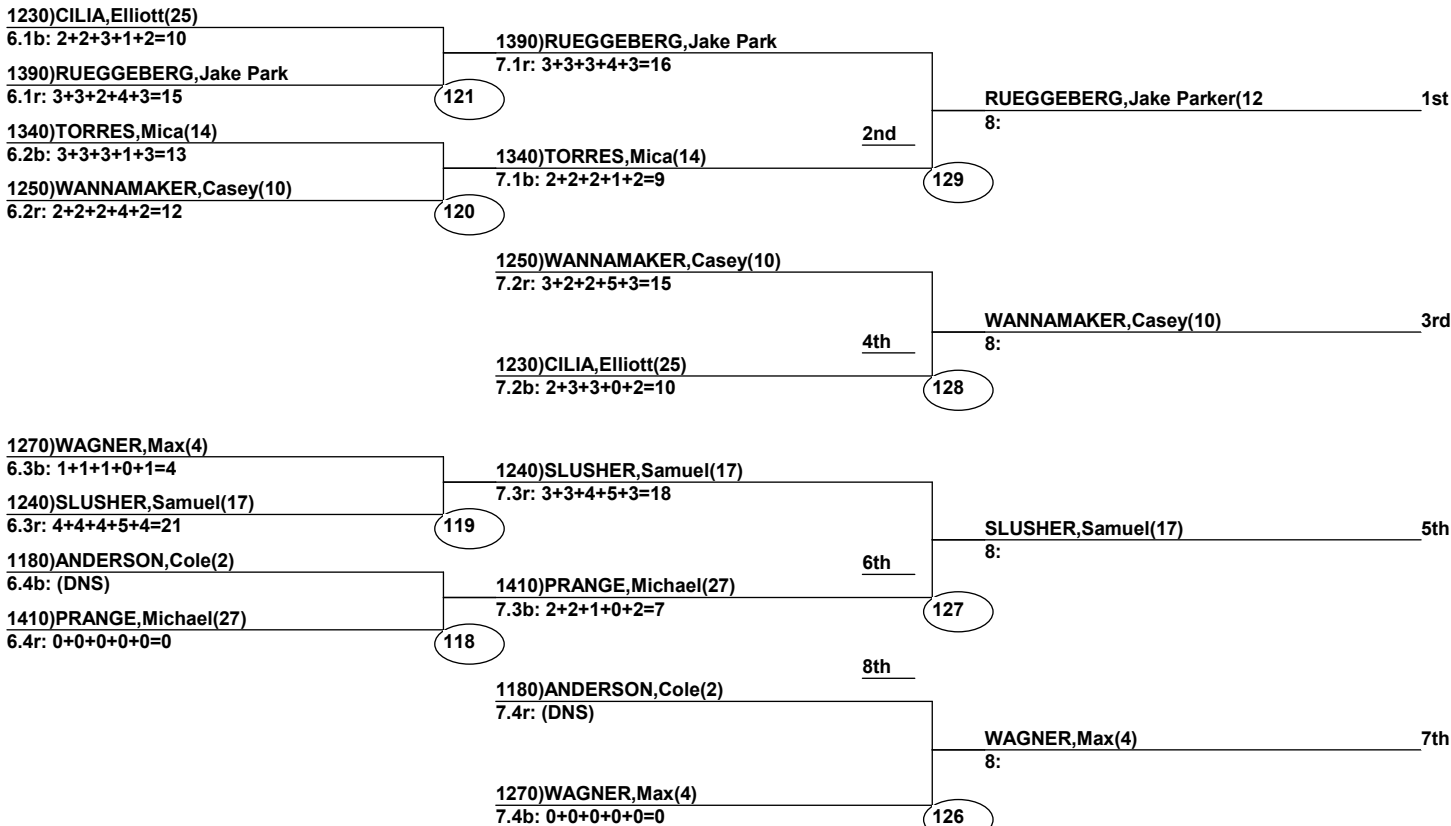 1230)CILIA,Elliott(25)
6.1b: 2+2+3+1+2=10
1390)RUEGGEBERG,Jake Park
6.1r: 3+3+2+4+3=15
121
1340)TORRES,Mica(14)
6.2b: 3+3+3+1+3=13
1250)WANNAMAKER,Casey(10)
6.2r: 2+2+2+4+2=12
120
1390)RUEGGEBERG,Jake Park
7.1r: 3+3+3+4+3=16
2nd
1340)TORRES,Mica(14)
7.1b: 2+2+2+1+2=9
129
RUEGGEBERG,Jake Parker(12 1st
8:
1250)WANNAMAKER,Casey(10)
7.2r: 3+2+2+5+3=15
4th
1230)CILIA,Elliott(25)
7.2b: 2+3+3+0+2=10
128
WANNAMAKER,Casey(10) 3rd
8:
1270)WAGNER,Max(4)
6.3b: 1+1+1+0+1=4
1240)SLUSHER,Samuel(17)
6.3r: 4+4+4+5+4=21
119
1180)ANDERSON,Cole(2)
6.4b: (DNS)
1410)PRANGE,Michael(27)
6.4r: 0+0+0+0+0=0
118
1240)SLUSHER,Samuel(17)
7.3r: 3+3+4+5+3=18
6th
1410)PRANGE,Michael(27)
7.3b: 2+2+1+0+2=7
127
SLUSHER,Samuel(17) 5th
8:
8th
1180)ANDERSON,Cole(2)
7.4r: (DNS)
1270)WAGNER,Max(4)
7.4b: 0+0+0+0+0=0
126
WAGNER,Max(4) 7th
8: